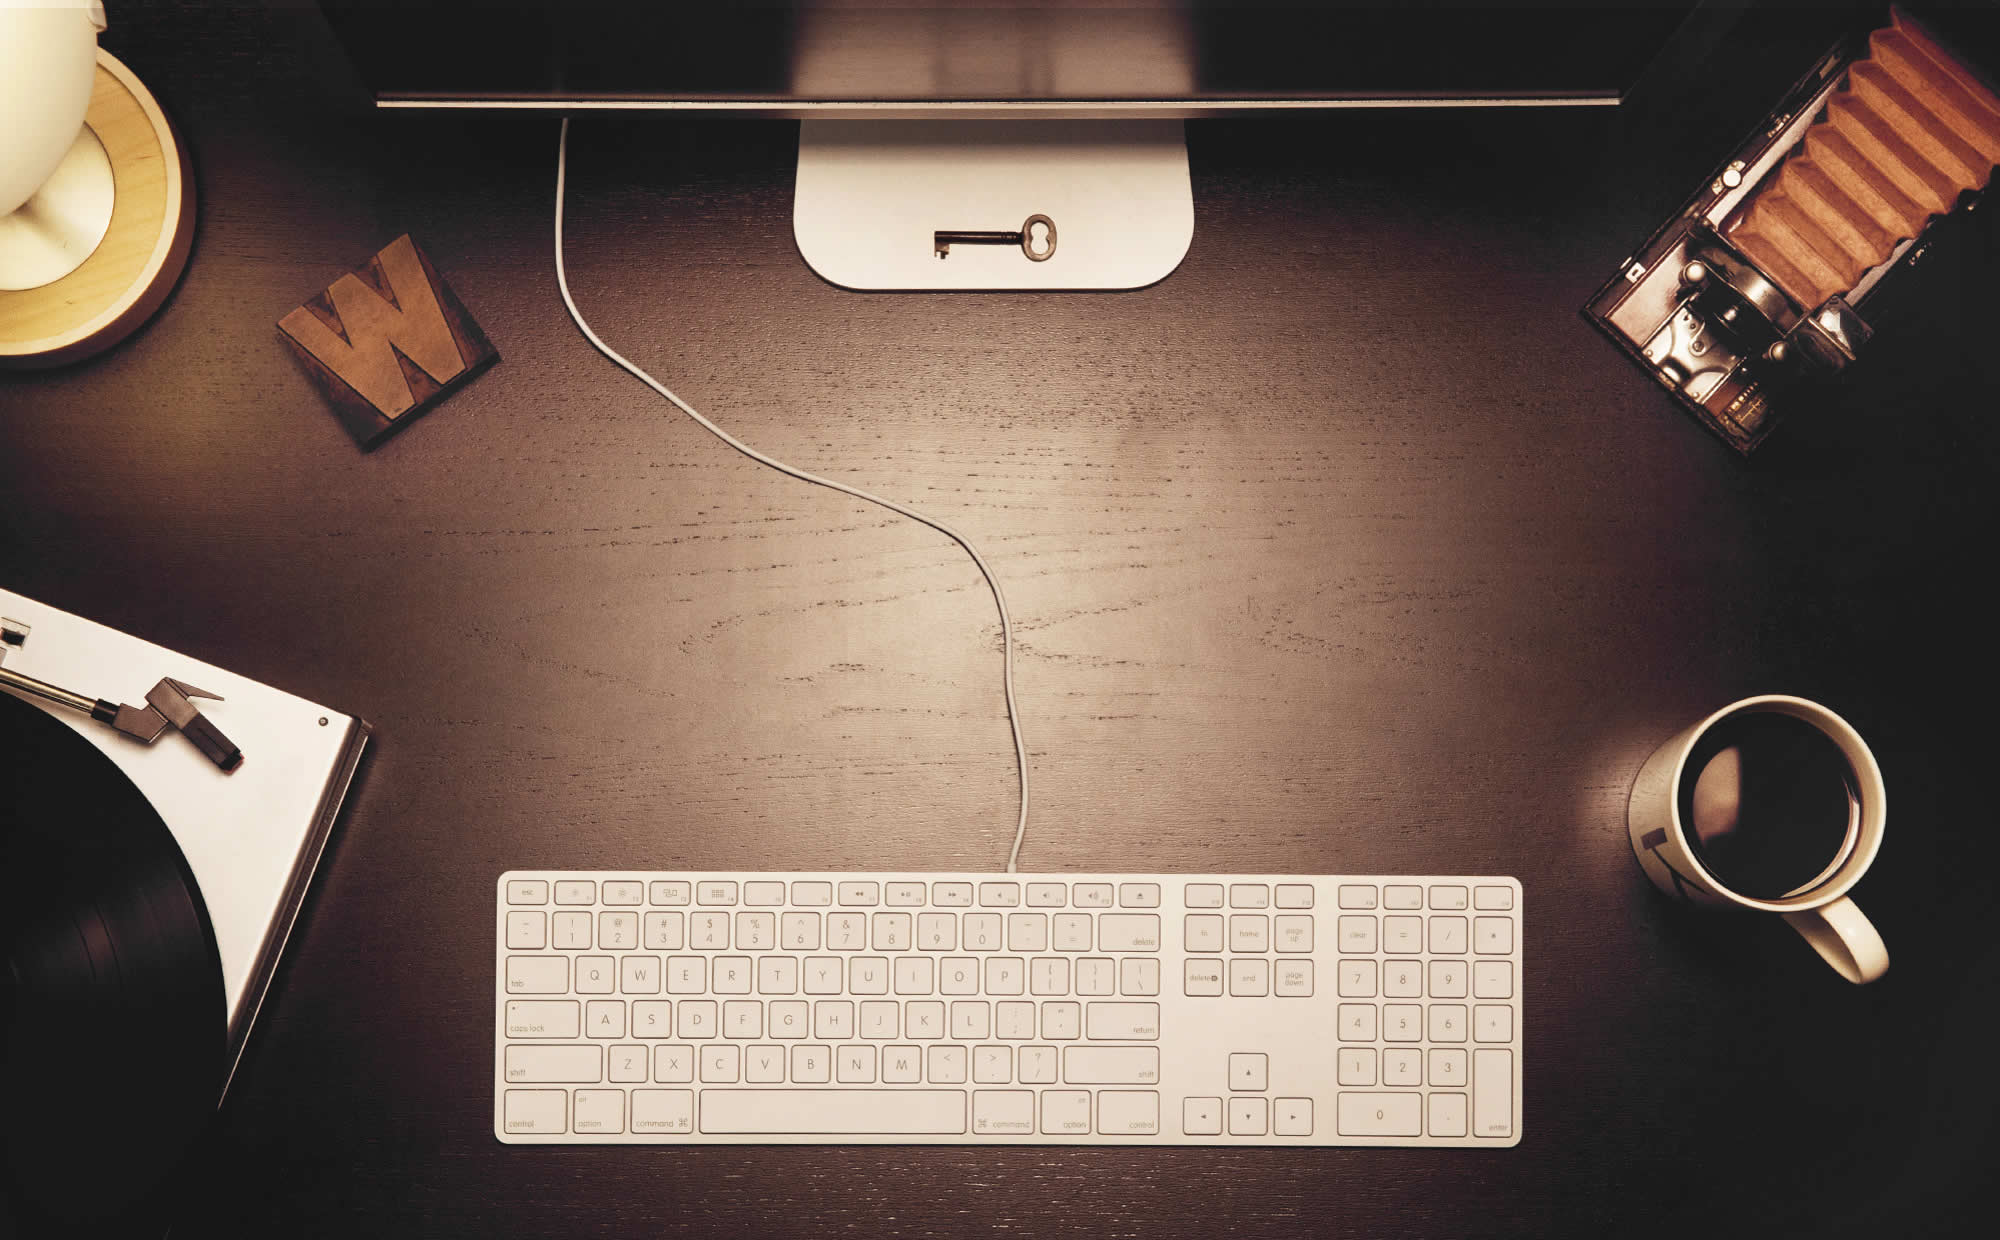 W
esc
~ ! @ # $ % ^ & * ( ) — +
1 2 3 4 5 6 7 8 9 0 - = delete
tab Q W E R T Y U I O P { } |
[ ] \
caps lock A S D F G H J K L : " return
; '
shift Z X C V B N M < > ? shift
, . /
control alt option command ⌘ ⌘ command alt option control
fn home page up
delete end page down
clear = / *
7 8 9 -
4 5 6 +
1 2 3
0 . enter